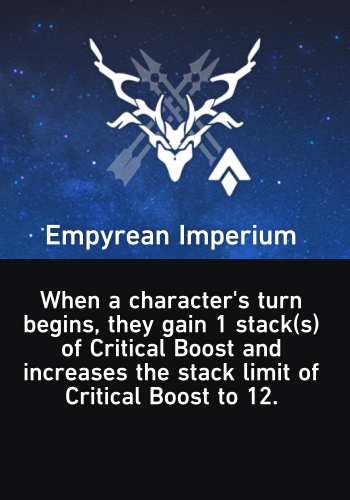 Empyrean Imperium
When a character's turn
begins, they gain 1 stack(s)
of Critical Boost and
increases the stack limit of
Critical Boost to 12.